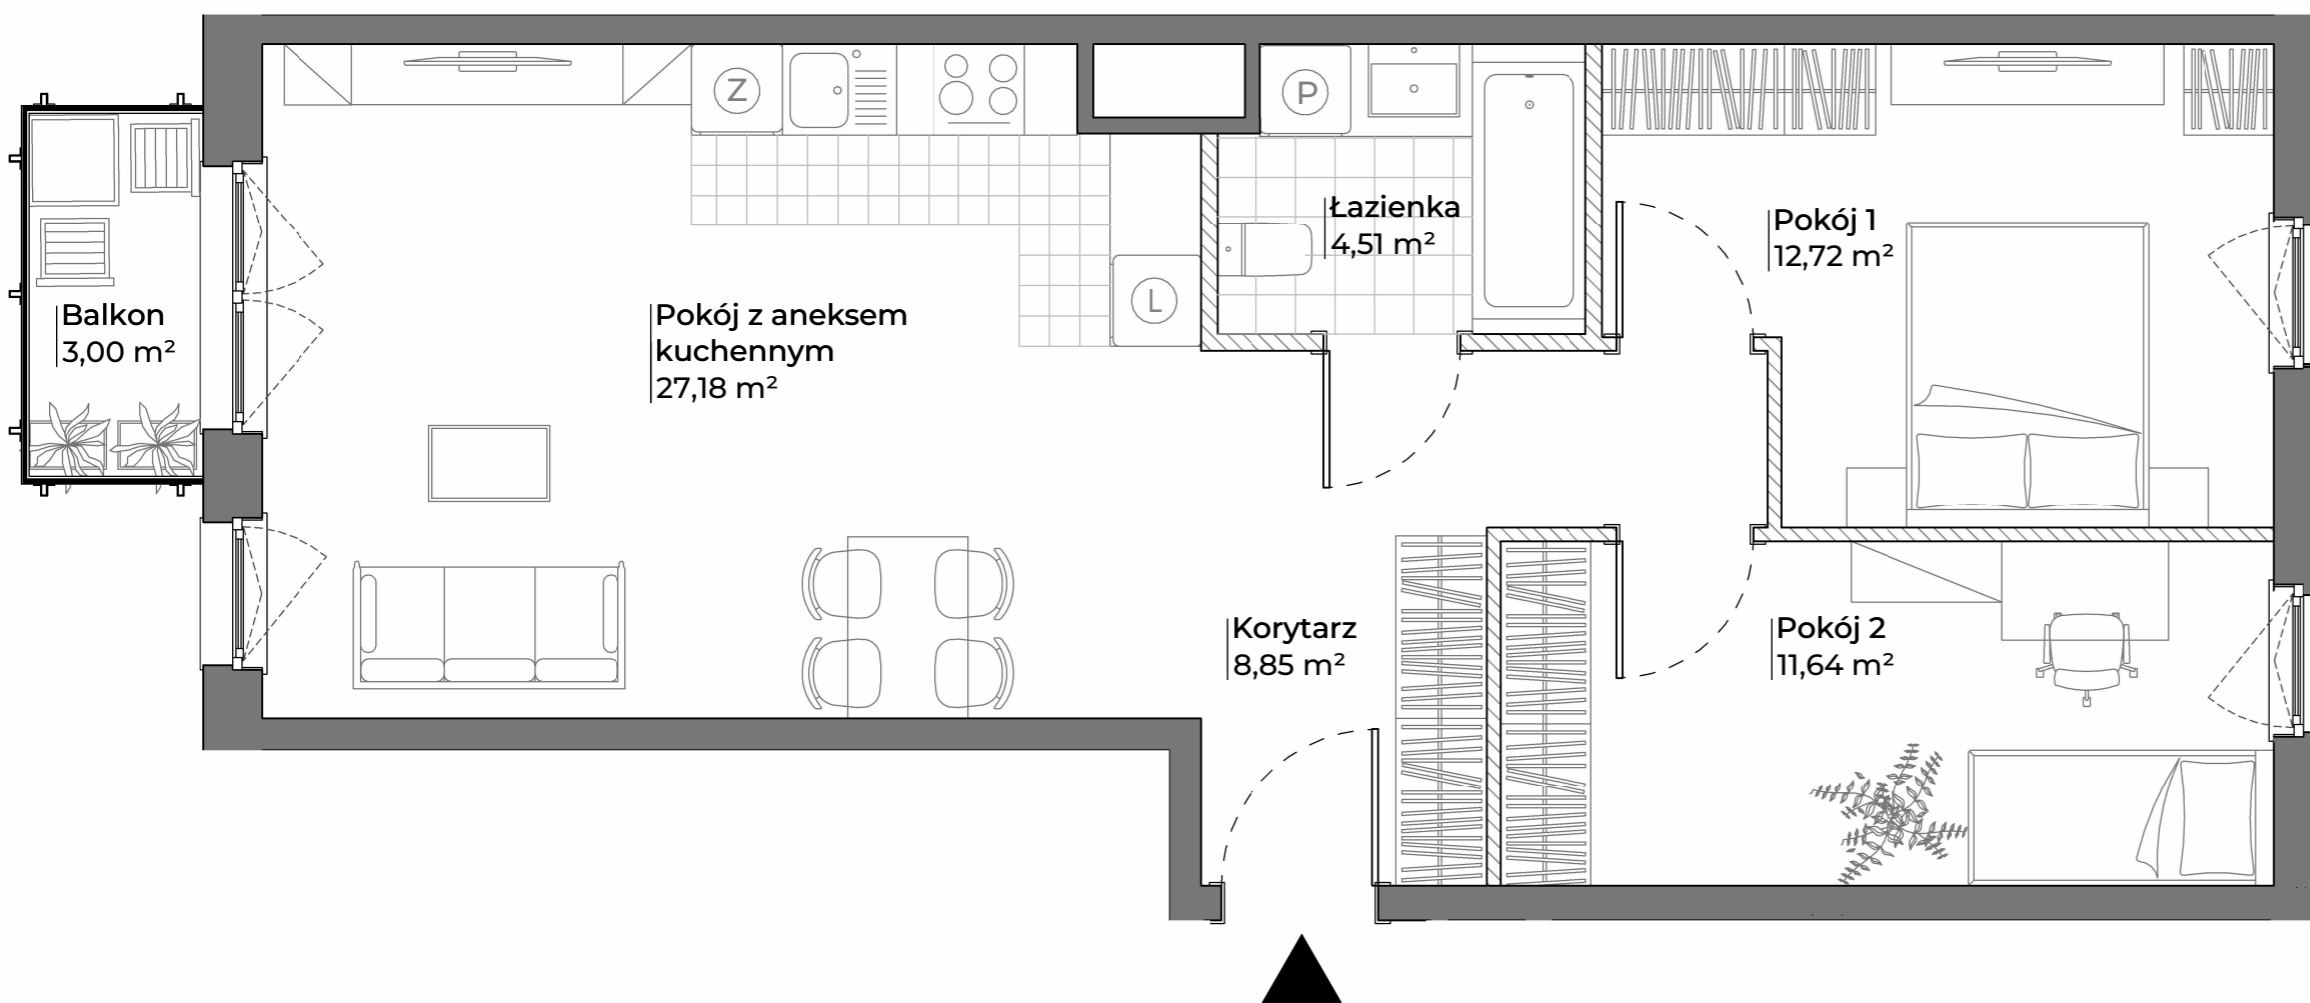 Z
P
L
Łazienka
4,51 m²
Pokój 1
12,72 m²
Balkon
3,00 m²
Pokój z aneksem
kuchennym
27,18 m²
Korytarz
8,85 m²
Pokój 2
11,64 m²